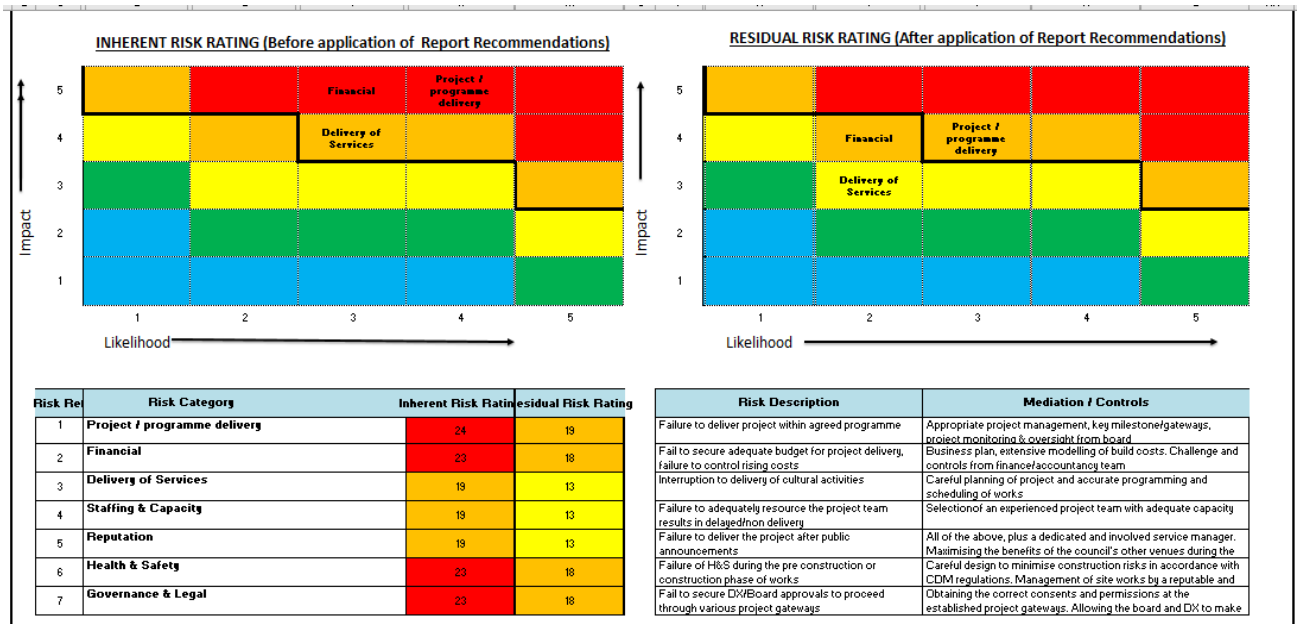 INHERENT RISK RATING (Before application of Report Recommendations)
5
Financial
Project /
programme
delivery
4
Delivery of
Services
3
2
1
Impact
1 2 3 4 5
Likelihood
RESIDUAL RISK RATING (After application of Report Recommendations)
5
4
Financial
Project /
programme
delivery
3
Delivery of
Services
2
1
Impact
1 2 3 4 5
Likelihood
Risk Re Risk Category Inherent Risk Ratin esidual Risk Rating
1 Project / programme delivery 24 19
2 Financial 23 18
3 Delivery of Services 19 13
4 Staffing & Capacity 19 13
5 Reputation 19 13
6 Health & Safety 23 18
7 Governance & Legal 23 18
Risk Description Mediation / Controls
Failure to deliver project within agreed programme
Appropriate project management, key milestone/gateways,
project monitoring & oversight from board
Fail to secure adequate budget for project delivery,
failure to control rising costs
Business plan, extensive modelling of build costs. Challenge and
controls from finance/accountancy team
Interruption to delivery of cultural activities
Careful planning of project and accurate programming and
scheduling of works
Failure to adequately resource the project team
results in delayed/non delivery
Selectionof an experienced project team with adequate capacity
Failure to deliver the project after public
announcements
All of the above, plus a dedicated and involved service manager.
Maximising the benefits of the council's other venues during the
Failure of H&S during the pre construction or
construction phase of works
Careful design to minimise construction risks in accordance with
CDM regulations. Management of site works by a reputable and
Fail to secure DX/Board approvals to proceed
through various project gateways
Obtaining the correct consents and permissions at the
established project gateways. Allowing the board and DX to make